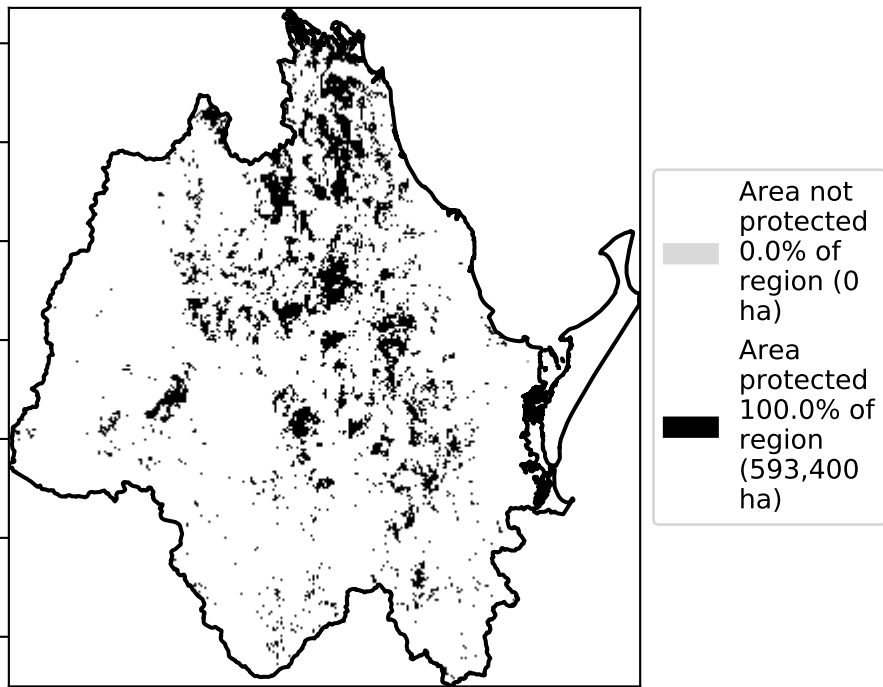 Area not
protected
0.0% of
region (0
ha)
Area
protected
100.0% of
region
(593,400
ha)